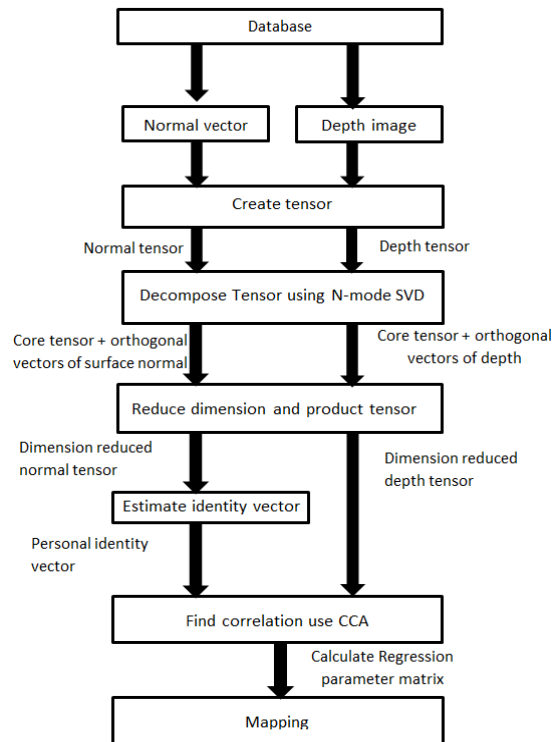 Database
Normal vector
Depth image
Create tensor
Normal tensor
Depth tensor
Decompose Tensor using N-mode SVD
Core tensor + orthogonal
vectors of surface normal
Core tensor + orthogonal
vectors of depth
Reduce dimension and product tensor
Dimension reduced
normal tensor
Dimension reduced
depth tensor
Estimate identity vector
Personal identity
vector
Find correlation use CCA
Calculate Regression
parameter matrix
Mapping